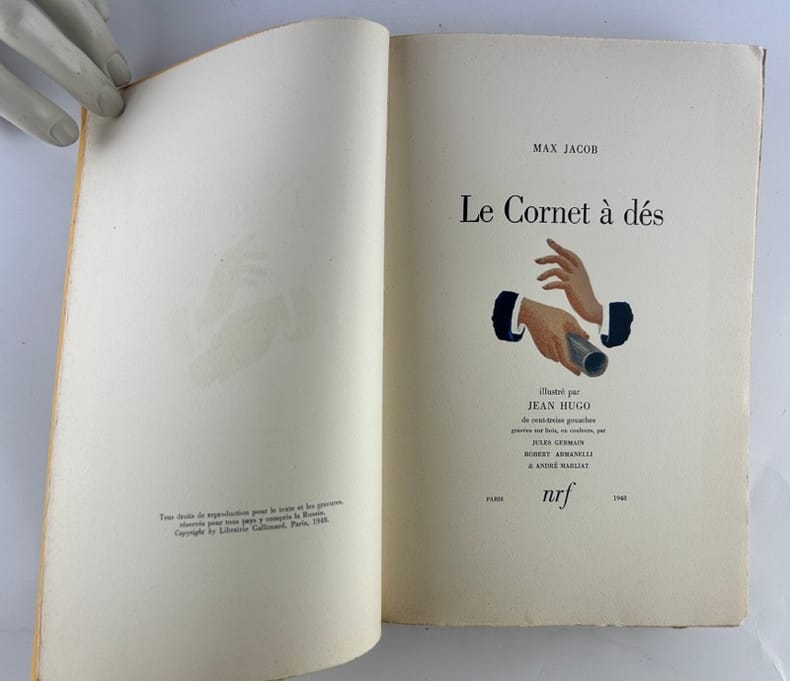 Tous droits de reproduction pour le texte et les gravures,
réservés pour tous pays y compris la Russie.
Copyright by Librairie Gallimard, Paris, 1948.
MAX JACOB
Le Cornet à dés
illustré par
JEAN HUGO
de cent-treize gouaches
gravées sur bois, en couleurs, par
JULES GERMAIN
ROBERT ARMANELLI
& ANDRÉ MARLIAT
PARIS nrf 1948